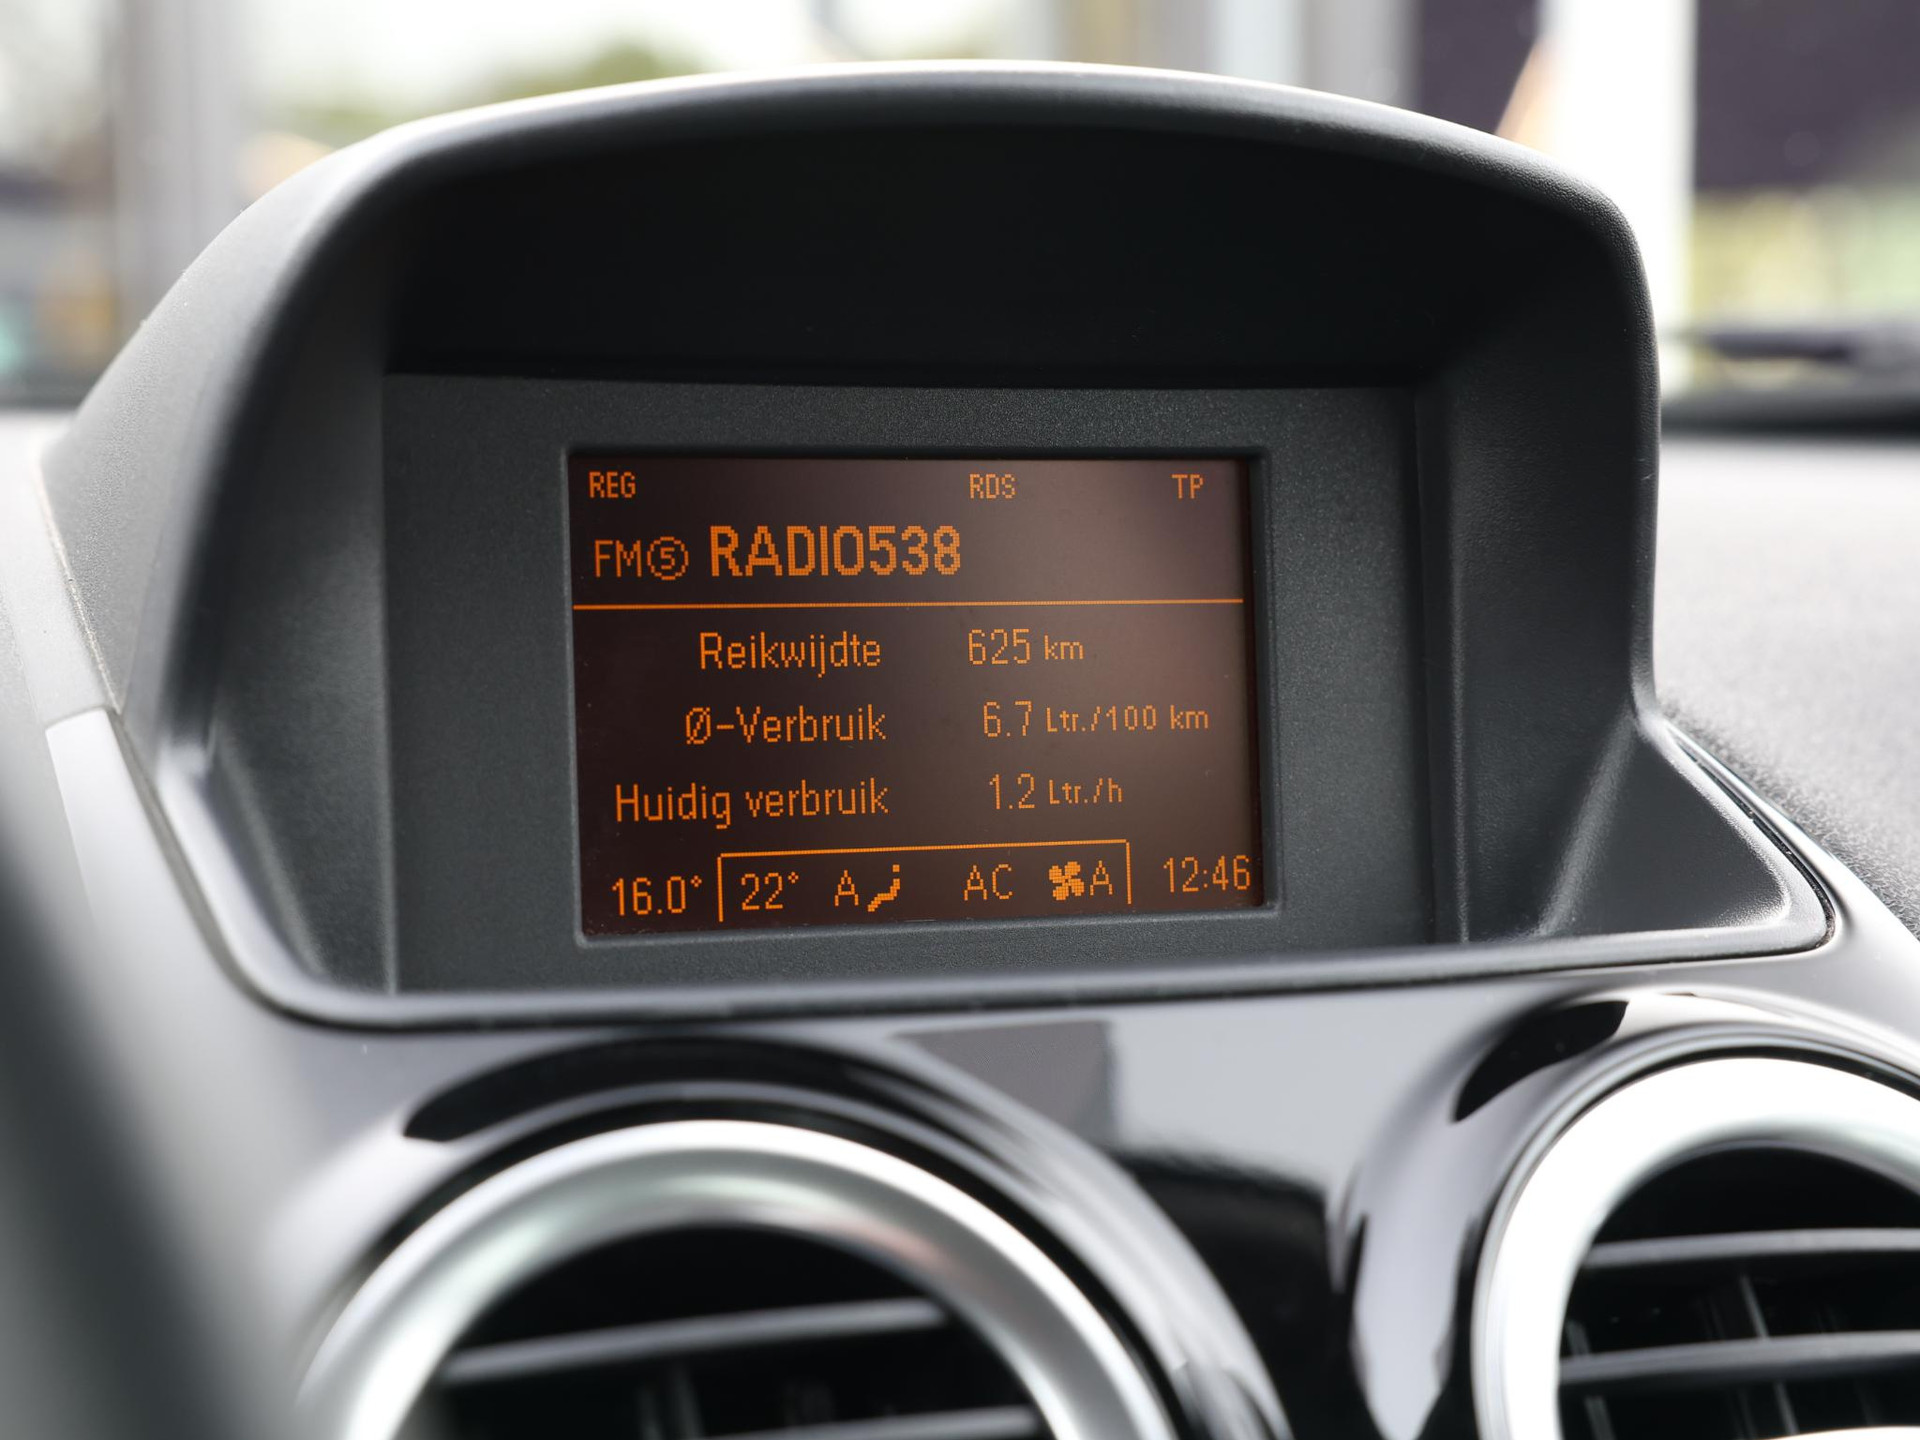 REG RDS TP
FM⑤ RADIO538
Reikwijdte 625 km
Ø-Verbruik 6.7 Ltr./100 km
Huidig verbruik 1.2 Ltr./h
16.0° 22° A AC A 12:46